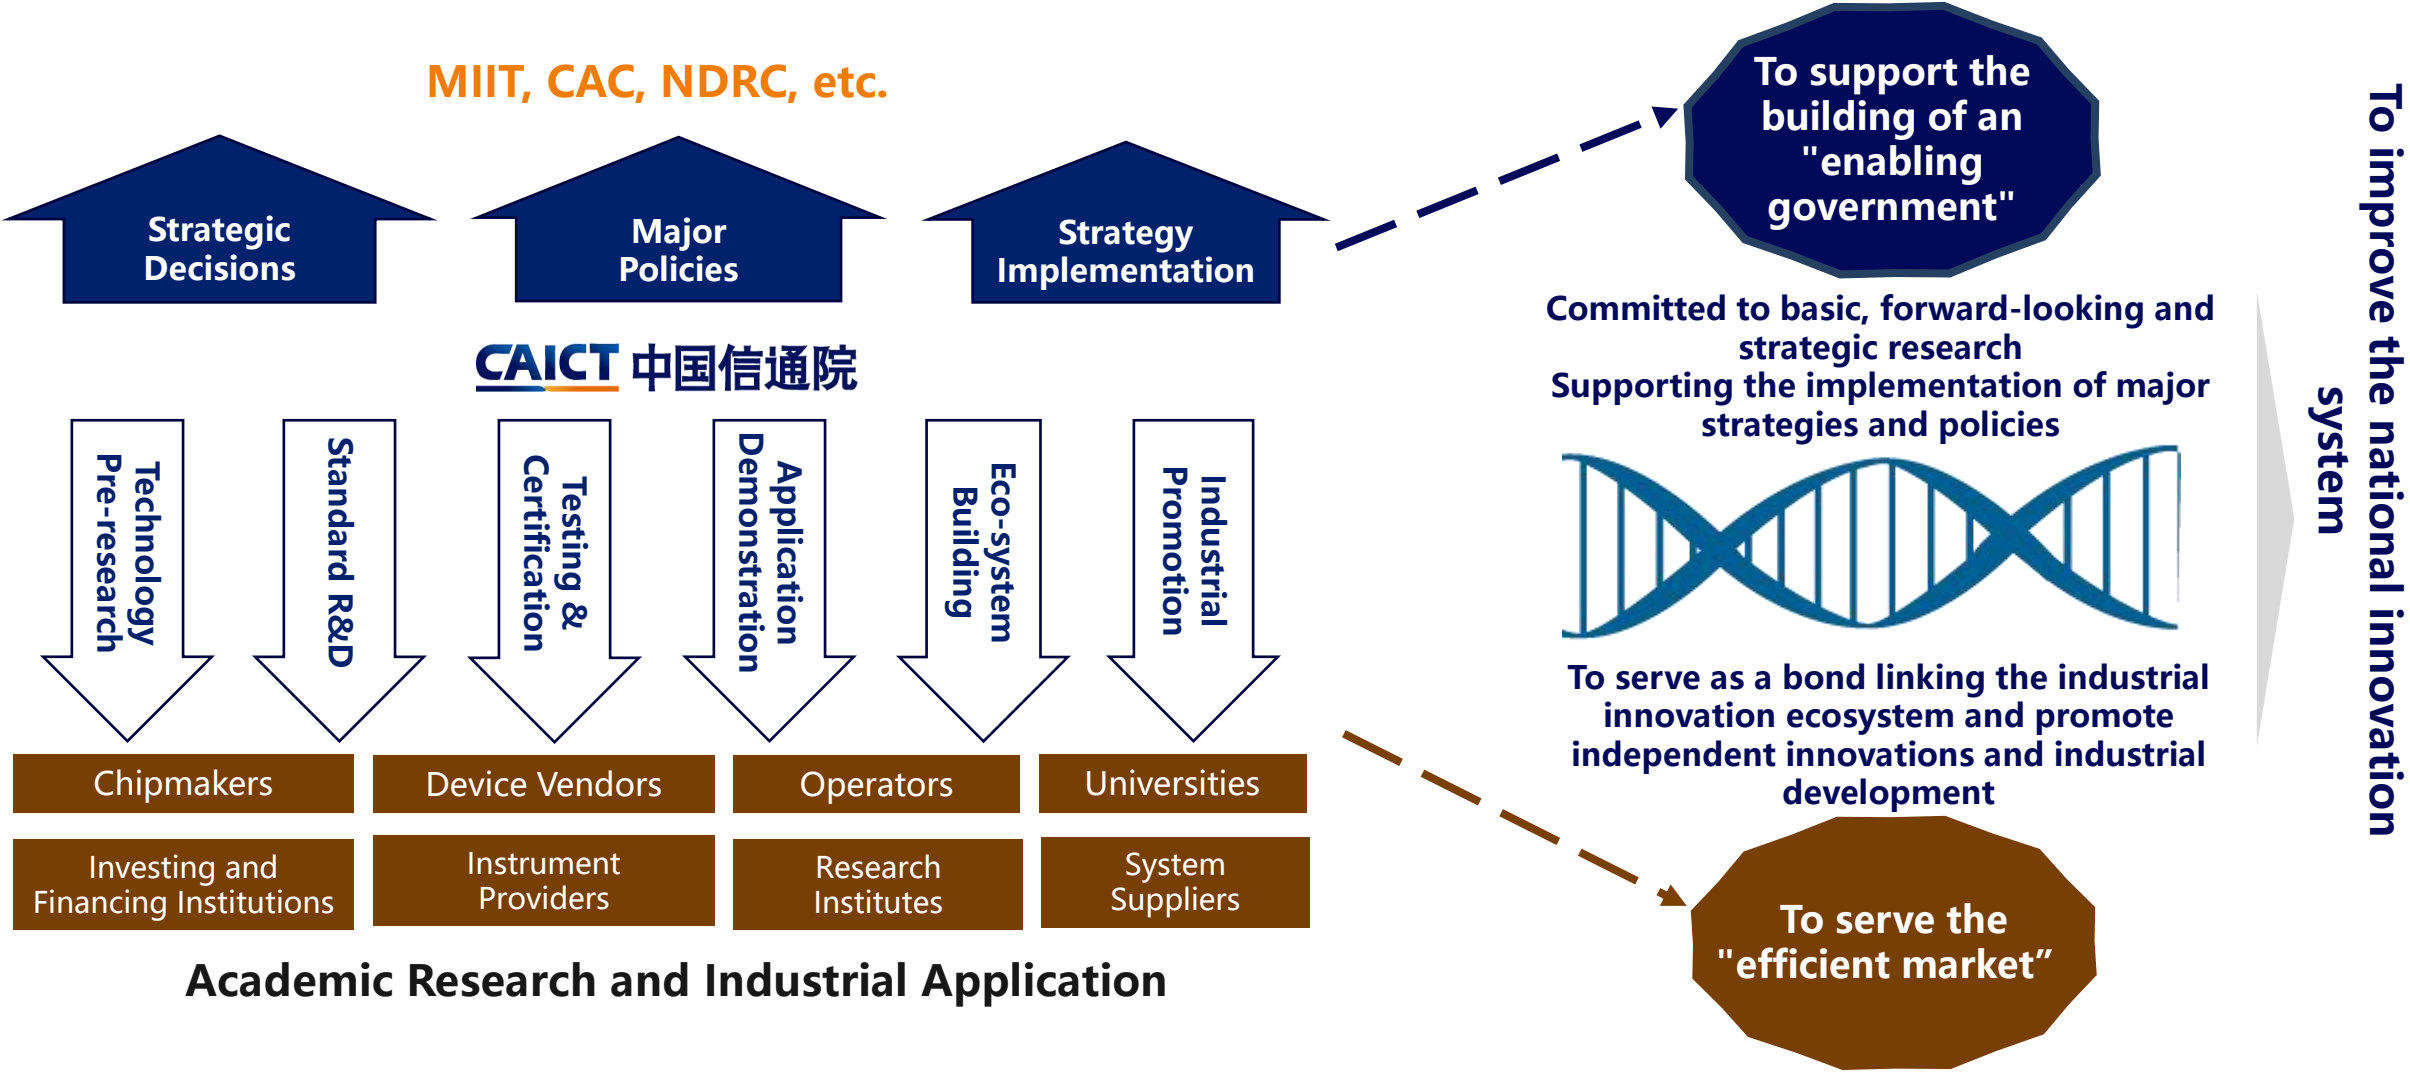 MIIT, CAC, NDRC, etc.
Strategic
Decisions
Major
Policies
Strategy
Implementation
CAICT 中国信通院
Technology
Pre-research
Standard R&D
Testing &
Certification
Application
Demonstration
Eco-system
Building
Industrial
Promotion
Chipmakers
Device Vendors
Operators
Universities
Investing and
Financing Institutions
Instrument
Providers
Research
Institutes
System
Suppliers
Academic Research and Industrial Application
To support the
building of an
"enabling
government"
Committed to basic, forward-looking and
strategic research
Supporting the implementation of major
strategies and policies
To serve as a bond linking the industrial
innovation ecosystem and promote
independent innovations and industrial
development
To serve the
"efficient market”
To improve the national innovation
system